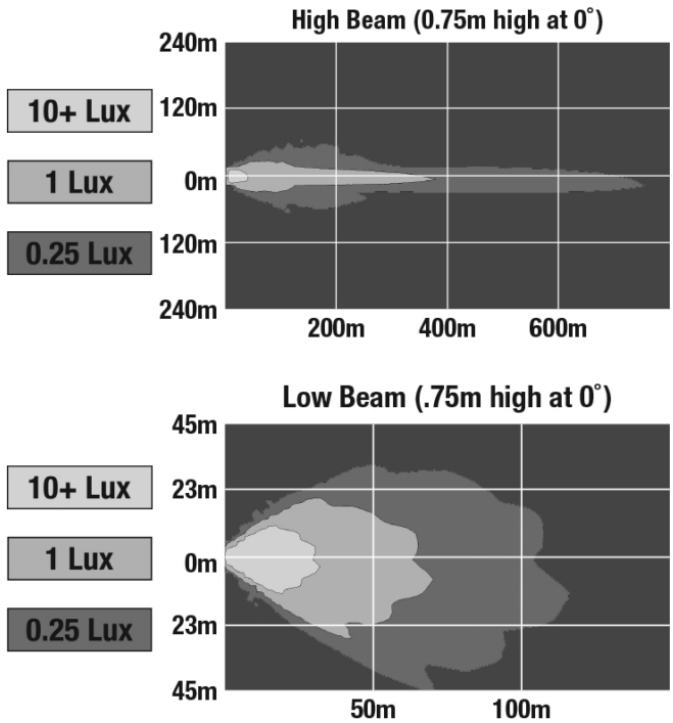 High Beam (0.75m high at 0˚)
240m
10+ Lux
120m
1 Lux
0m
0.25 Lux
120m
240m
200m 400m 600m
Low Beam (.75m high at 0˚)
45m
10+ Lux
23m
1 Lux
0m
0.25 Lux
23m
45m
50m 100m